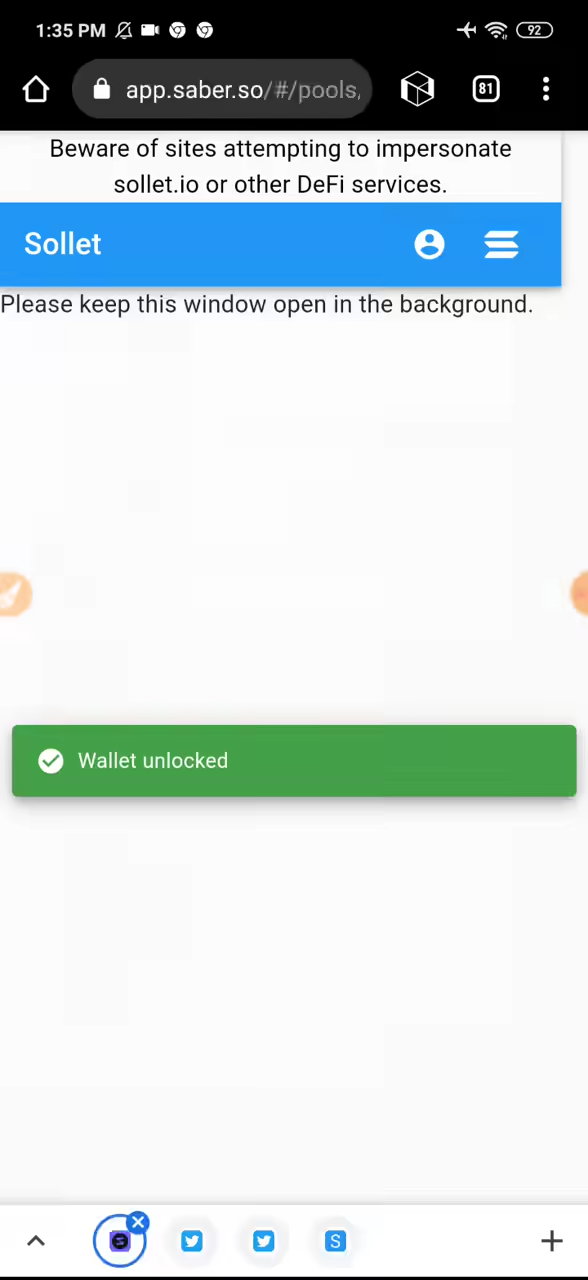 1:35 PM
92
app.saber.so/#/pools,
81
Beware of sites attempting to impersonate
sollet.io or other DeFi services.
Sollet
Please keep this window open in the background.
Wallet unlocked
S